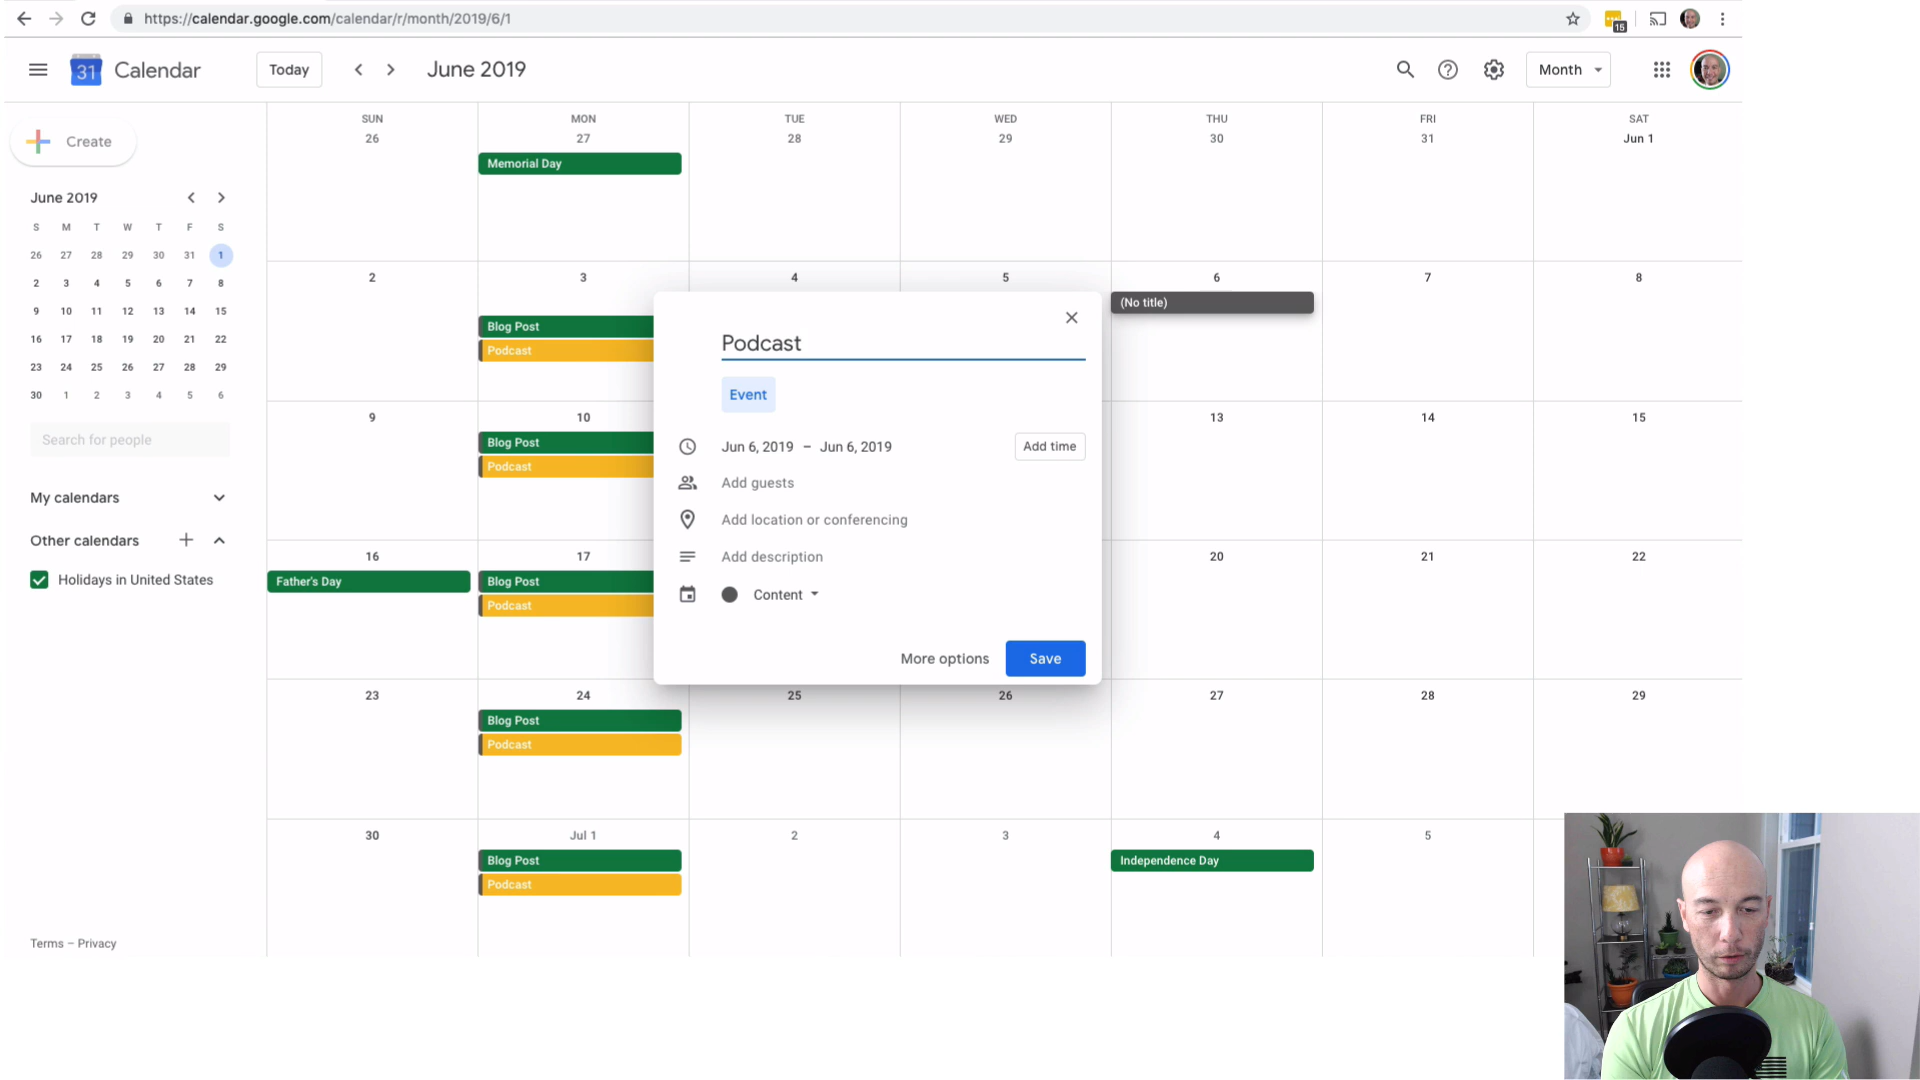 https://calendar.google.com/calendar/r/month/2019/6/1
15
31 Calendar Today June 2019 Month
Create
June 2019
S M T W T F S
26 27 28 29 30 31 1
2 3 4 5 6 7 8
9 10 11 12 13 14 15
16 17 18 19 20 21 22
23 24 25 26 27 28 29
30 1 2 3 4 5 6
Search for people
My calendars
Other calendars
Holidays in United States
Terms – Privacy
SUN MON TUE WED THU FRI SAT
26 27 28 29 30 31 Jun 1
Memorial Day
2 3 4 5 6 7 8
(No title)
Blog Post
Podcast
9 10 13 14 15
Blog Post
Podcast
16 17 20 21 22
Father's Day Blog Post
Podcast
23 24 25 26 27 28 29
Blog Post
Podcast
30 Jul 1 2 3 4 5
Blog Post Independence Day
Podcast
Podcast
Event
Jun 6, 2019 – Jun 6, 2019 Add time
Add guests
Add location or conferencing
Add description
Content
More options Save